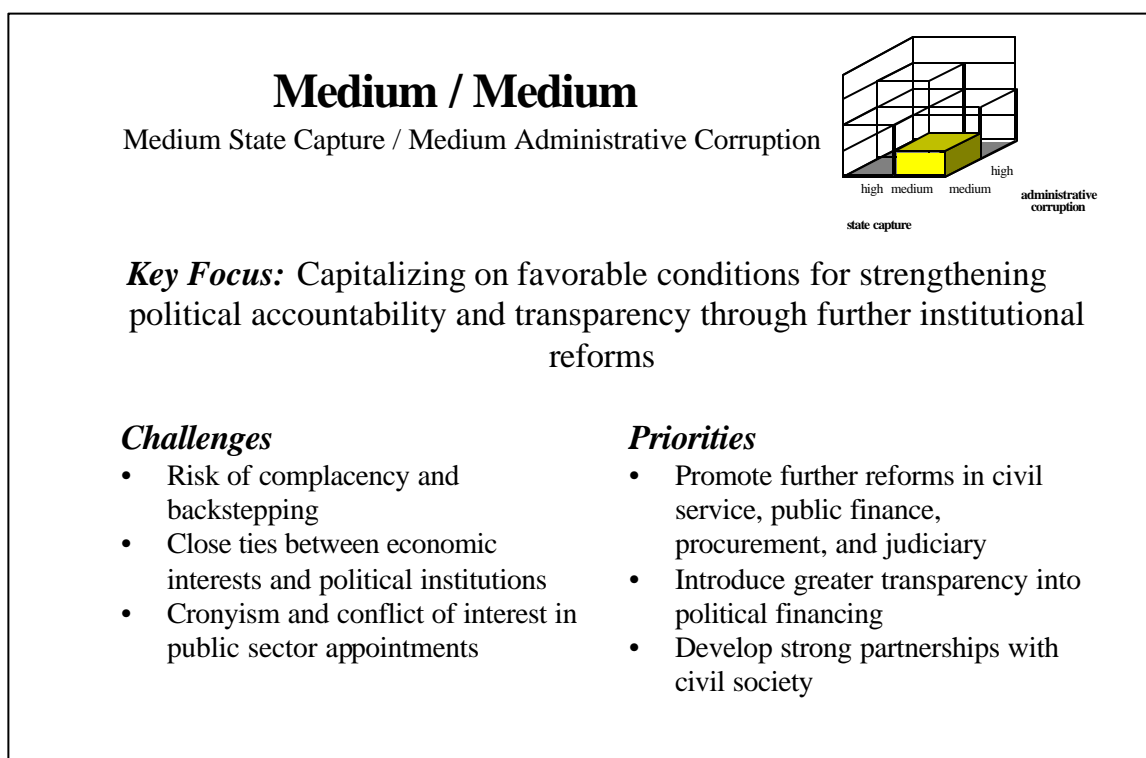 Medium / Medium
Medium State Capture / Medium Administrative Corruption
high
high medium medium
administrative
corruption
state capture
Key Focus: Capitalizing on favorable conditions for strengthening
political accountability and transparency through further institutional
reforms
Challenges
• Risk of complacency and
backstepping
• Close ties between economic
interests and political institutions
• Cronyism and conflict of interest in
public sector appointments
Priorities
• Promote further reforms in civil
service, public finance,
procurement, and judiciary
• Introduce greater transparency into
political financing
• Develop strong partnerships with
civil society